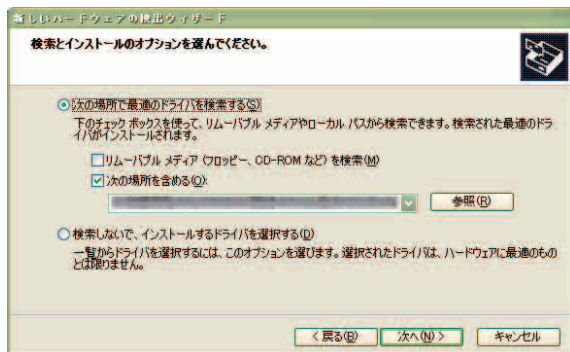 新しいハードウェアの検出ウィザード
検索とインストールのオプションを選んでください。
次の場所で最適のドライバを検索する(S)
下のチェック ボックスを使って、リムーバブル メディアやローカル パスから検索できます。検索された最適のドラ
イバがインストールされます。
リムーバブル メディア (フロッピー、CD-ROM など) を検索(M)
次の場所を含める(O):
参照(R)
検索しないで、インストールするドライバを選択する(D)
一覧からドライバを選択するには、このオプションを選びます。選択されたドライバは、ハードウェアに最適のもの
とは限りません。
< 戻る(B) 次へ(N) > キャンセル